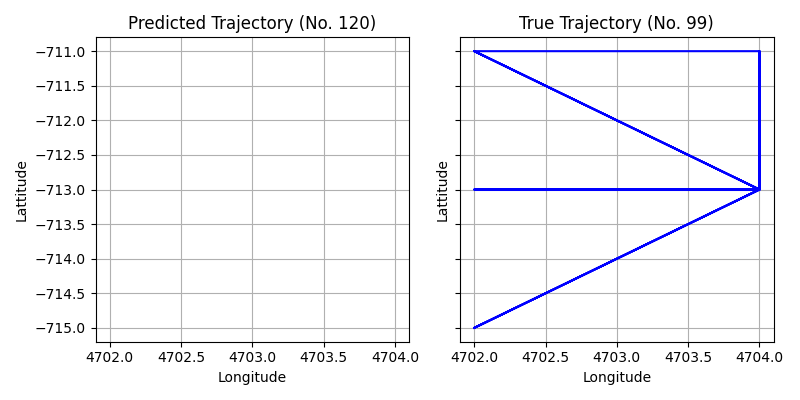 Predicted Trajectory (No. 120)
True Trajectory (No. 99)
−711.0
−711.5
−712.0
−712.5
−713.0
−713.5
−714.0
−714.5
−715.0
Lattitude
Lattitude
4702.0 4702.5 4703.0 4703.5 4704.0
4702.0 4702.5 4703.0 4703.5 4704.0
Longitude
Longitude